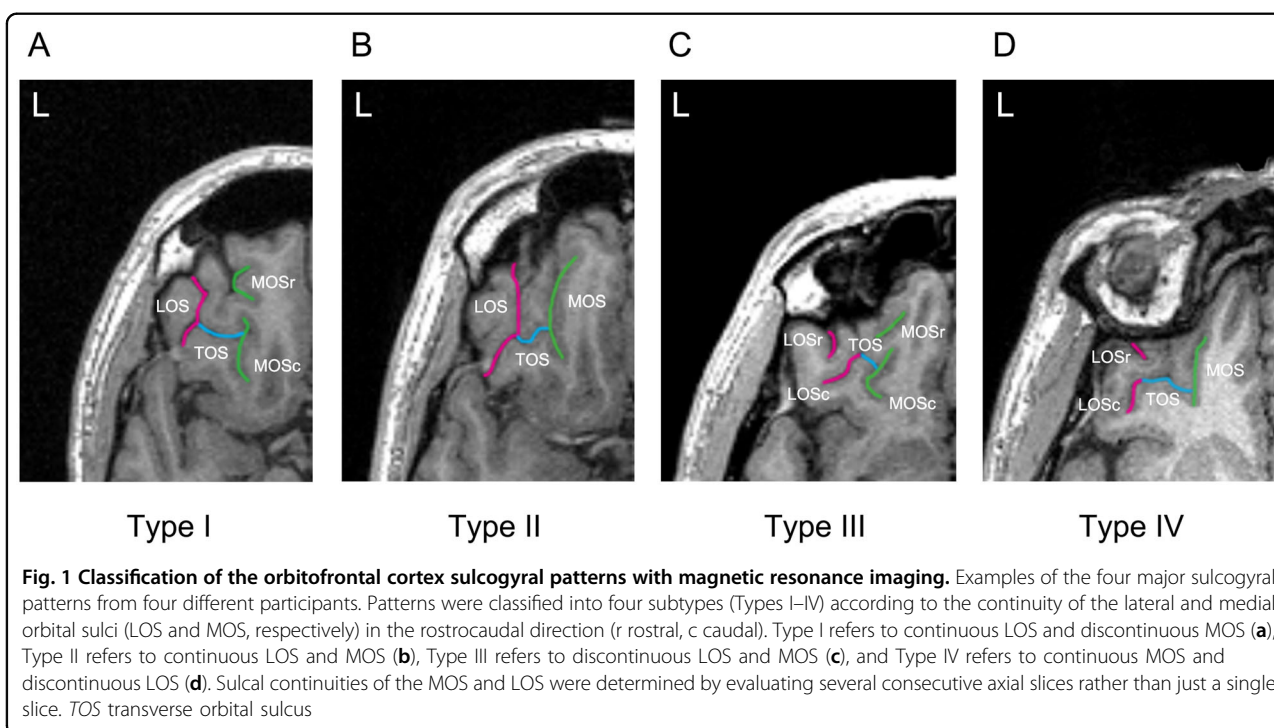 A
B
C
D
L
L
L
L
LOS
MOSr
TOS
MOSc
LOS
MOS
TOS
LOSr
TOS
MOSr
LOSc
MOSc
LOSr
MOS
LOSc
TOS
Type I
Type II
Type III
Type IV
Fig. 1 Classification of the orbitofrontal cortex sulcogyral patterns with magnetic resonance imaging. Examples of the four major sulcogyral
patterns from four different participants. Patterns were classified into four subtypes (Types I–IV) according to the continuity of the lateral and medial
orbital sulci (LOS and MOS, respectively) in the rostrocaudal direction (r rostral, c caudal). Type I refers to continuous LOS and discontinuous MOS (a),
Type II refers to continuous LOS and MOS (b), Type III refers to discontinuous LOS and MOS (c), and Type IV refers to continuous MOS and
discontinuous LOS (d). Sulcal continuities of the MOS and LOS were determined by evaluating several consecutive axial slices rather than just a single
slice. TOS transverse orbital sulcus